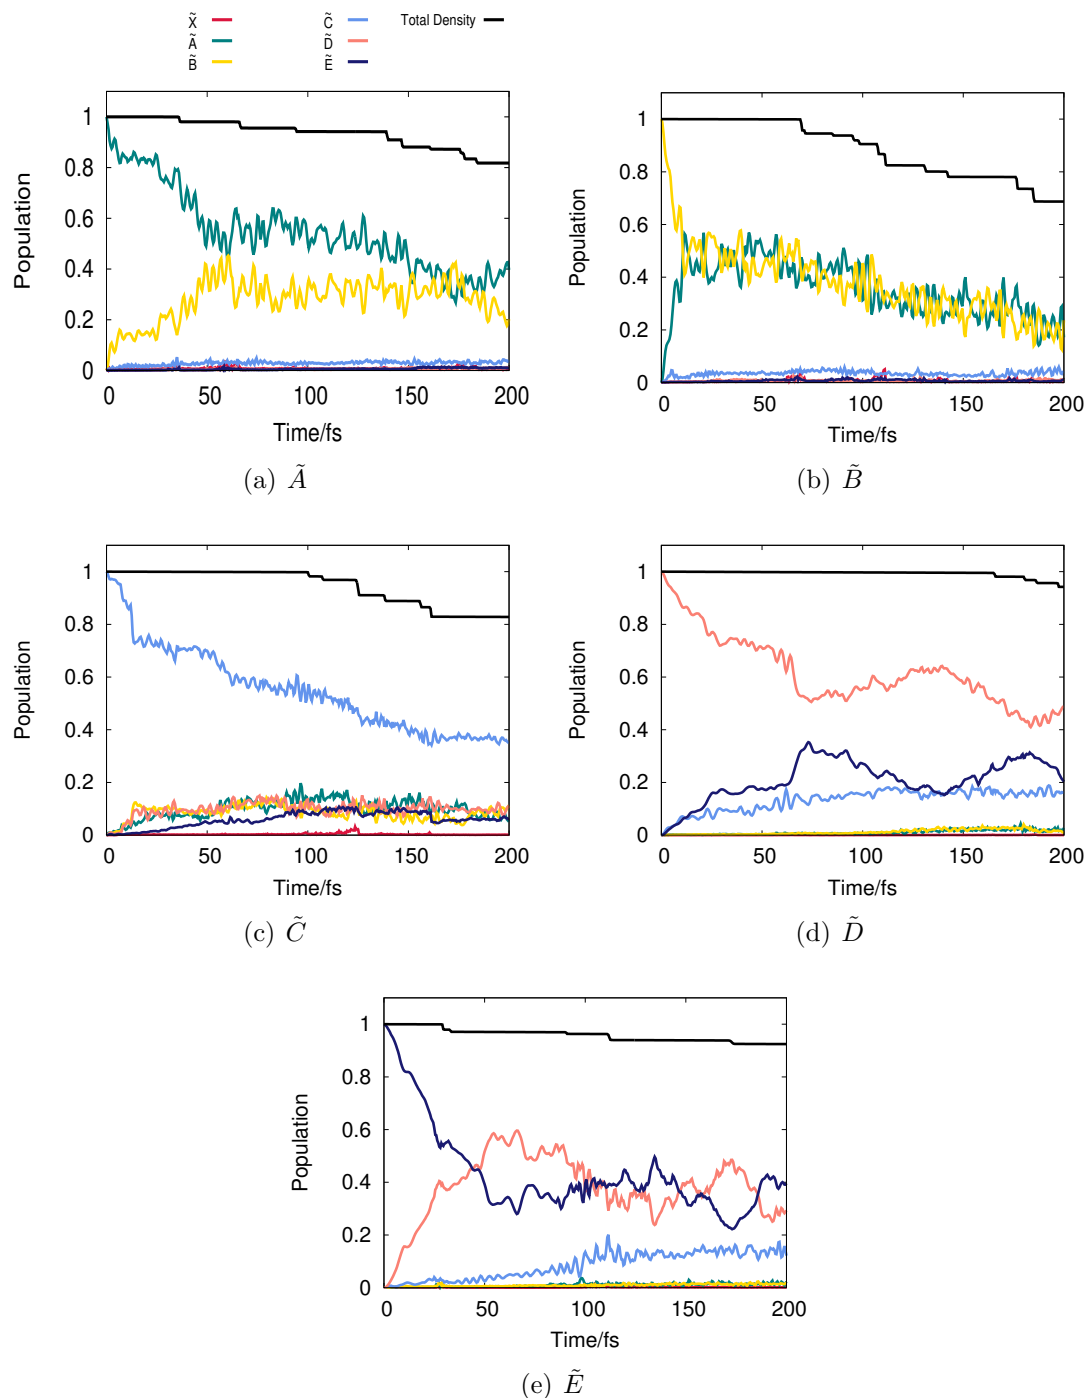 X̃ C̃ Total Density
Ã D̃
B̃ Ẽ
1
0.8
0.6
0.4
0.2
0
0 50 100 150 200
Population
Time/fs
(a) Ã
1
0.8
0.6
0.4
0.2
0
0 50 100 150 200
Population
Time/fs
(b) B̃
1
0.8
0.6
0.4
0.2
0
0 50 100 150 200
Population
Time/fs
(c) C̃
1
0.8
0.6
0.4
0.2
0
0 50 100 150 200
Population
Time/fs
(d) D̃
1
0.8
0.6
0.4
0.2
0
0 50 100 150 200
Population
Time/fs
(e) Ẽ